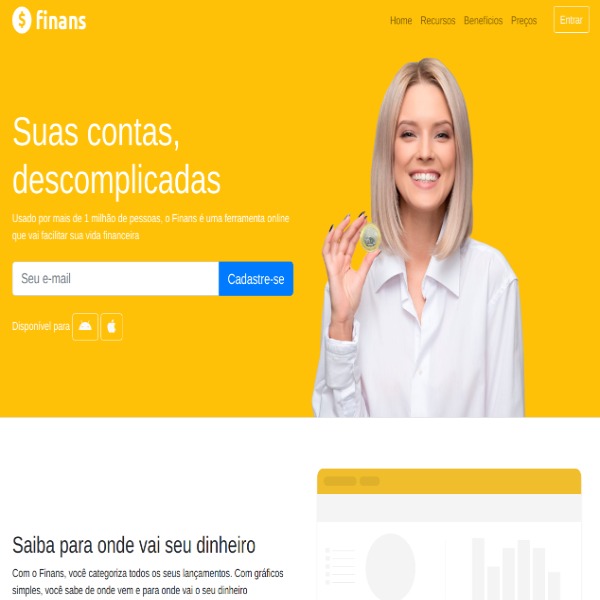 finans
Home Recursos Benefícios Preços Entrar
Suas contas,
descomplicadas
Usado por mais de 1 milhão de pessoas, o Finans é uma ferramenta online
que vai facilitar sua vida financeira
Seu e-mail Cadastre-se
Disponível para
Saiba para onde vai seu dinheiro
Com o Finans, você categoriza todos os seus lançamentos. Com gráficos
simples, você sabe de onde vem e para onde vai o seu dinheiro